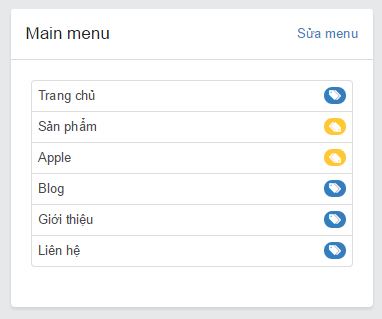 Main menu
Sửa menu
Trang chủ
Sản phẩm
Apple
Blog
Giới thiệu
Liên hệ